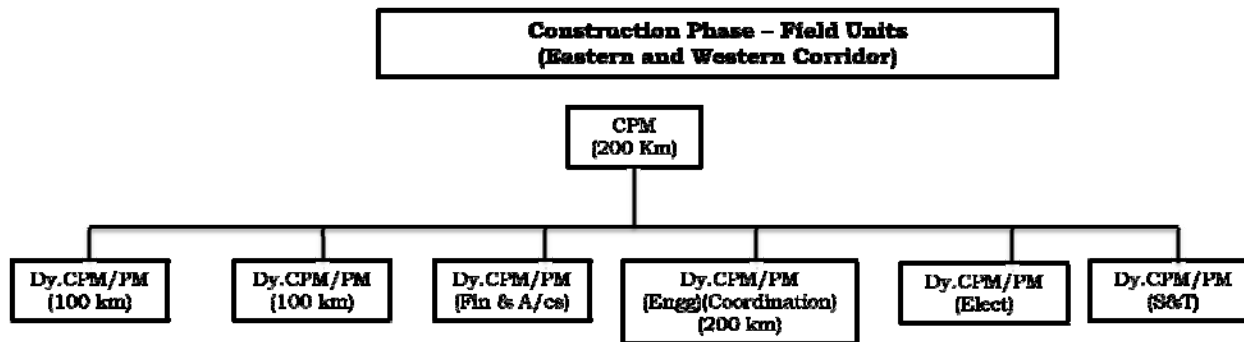 Construction Phase – Field Units
(Eastern and Western Corridor)
CPM
(200 Km)
Dy.CPM/PM
(100 km)
Dy.CPM/PM
(100 km)
Dy.CPM/PM
(Fin & A/cs)
Dy.CPM/PM
(Engg)(Coordination)
(200 km)
Dy.CPM/PM
(Elect)
Dy.CPM/PM
(S&T)